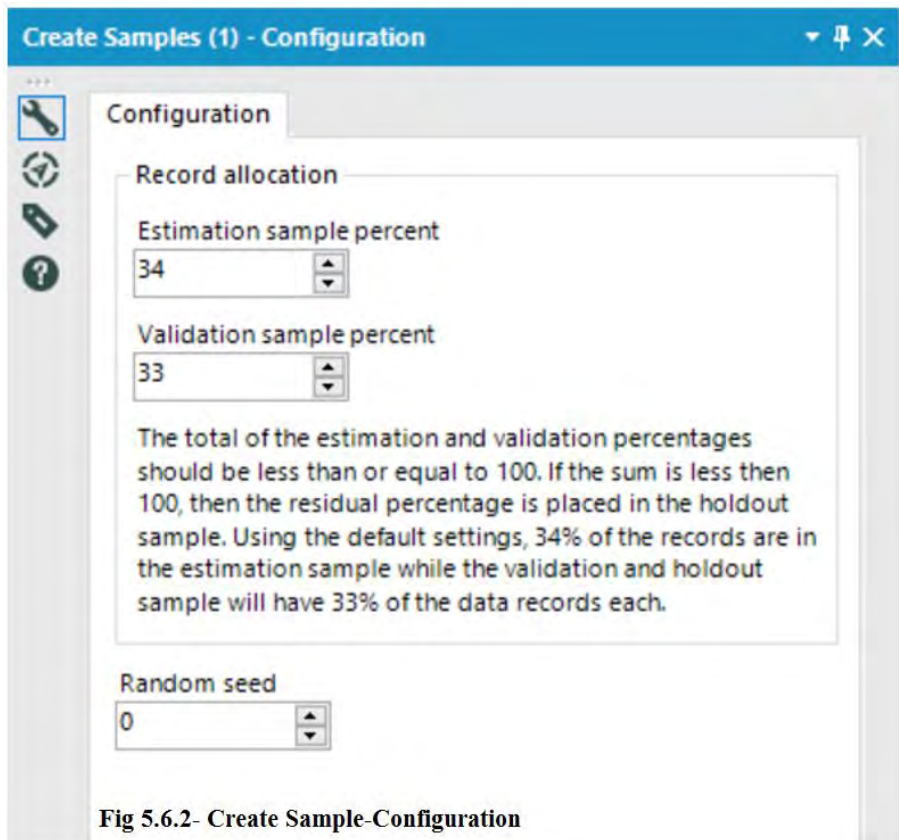 Create Samples (1) - Configuration
Configuration
Record allocation
Estimation sample percent
34
Validation sample percent
33
The total of the estimation and validation percentages
should be less than or equal to 100. If the sum is less then
100, then the residual percentage is placed in the holdout
sample. Using the default settings, 34% of the records are in
the estimation sample while the validation and holdout
sample will have 33% of the data records each.
Random seed
0
Fig 5.6.2- Create Sample-Configuration